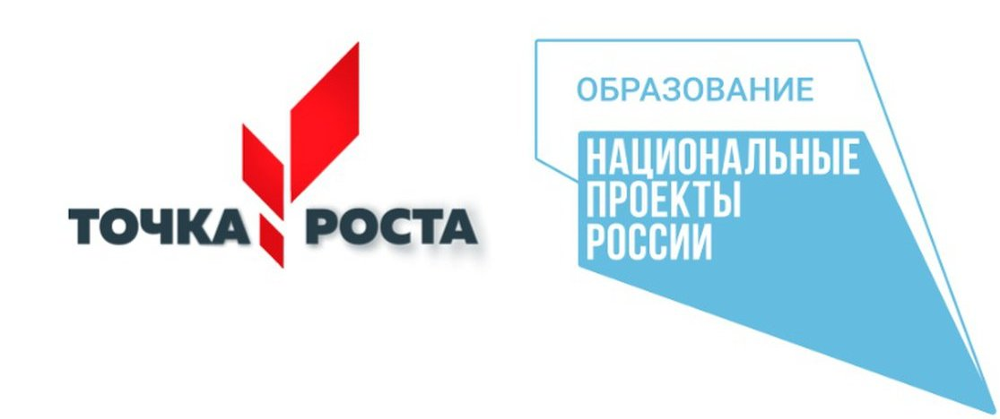 ТОЧКА РОСТА
ОБРАЗОВАНИЕ
НАЦИОНАЛЬНЫЕ
ПРОЕКТЫ
РОССИИ